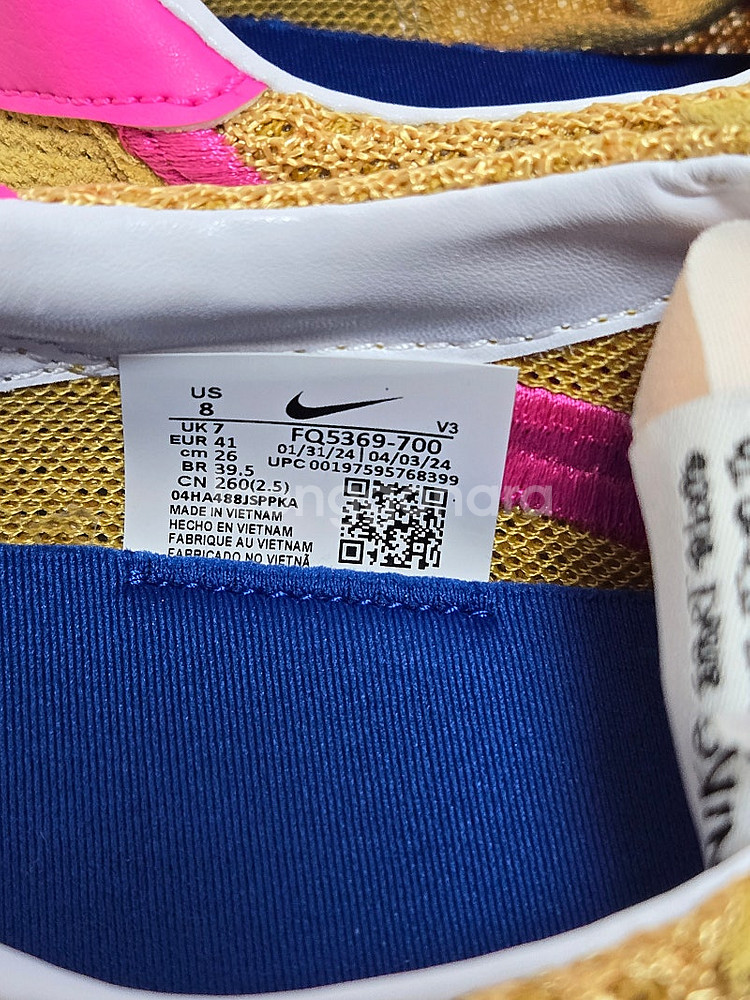 US
8
V3
UK 7
FQ5369-700
EUR 41
01/31/24 | 04/03/24
cm 26
UPC 00197595768399
BR 39.5
CN 260(2.5)
04HA488JSPPKA
MADE IN VIETNAM
HECHO EN VIETNAM
FABRIQUE AU VIETNAM
FABRICADO NO VIETNÃ